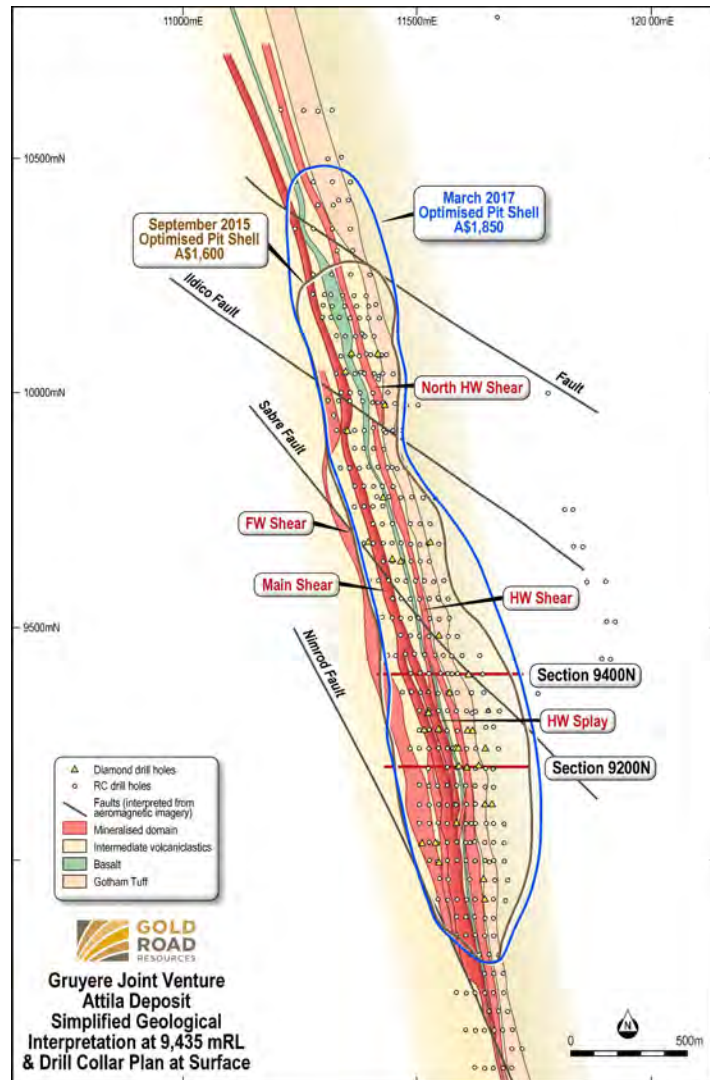 11000mE
11500mE
12000mE
10500mN
March 2017
Optimised Pit Shell
A$1,850
September 2015
Optimised Pit Shell
A$1,600
Ildico Fault
North HW Shear
Fault
10000mN
Sabre Fault
FW Shear
Main Shear
HW Shear
9500mN
Nimrod Fault
Section 9400N
HW Splay
Section 9200N
Diamond drill holes
RC drill holes
Faults (interpreted from
aeromagnetic imagery)
Mineralised domain
Intermediate volcaniclastics
Basalt
Gotham Tuff
GOLD
ROAD
RESOURCES
Gruyere Joint Venture
Attila Deposit
Simplified Geological
Interpretation at 9,435 mRL
& Drill Collar Plan at Surface
N
0
500m